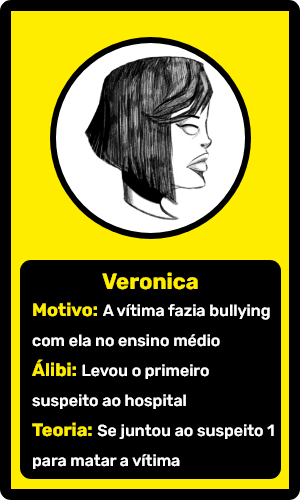 Veronica
Motivo: A vítima fazia bullying
com ela no ensino médio
Álibi: Levou o primeiro
suspeito ao hospital
Teoria: Se juntou ao suspeito 1
para matar a vítima